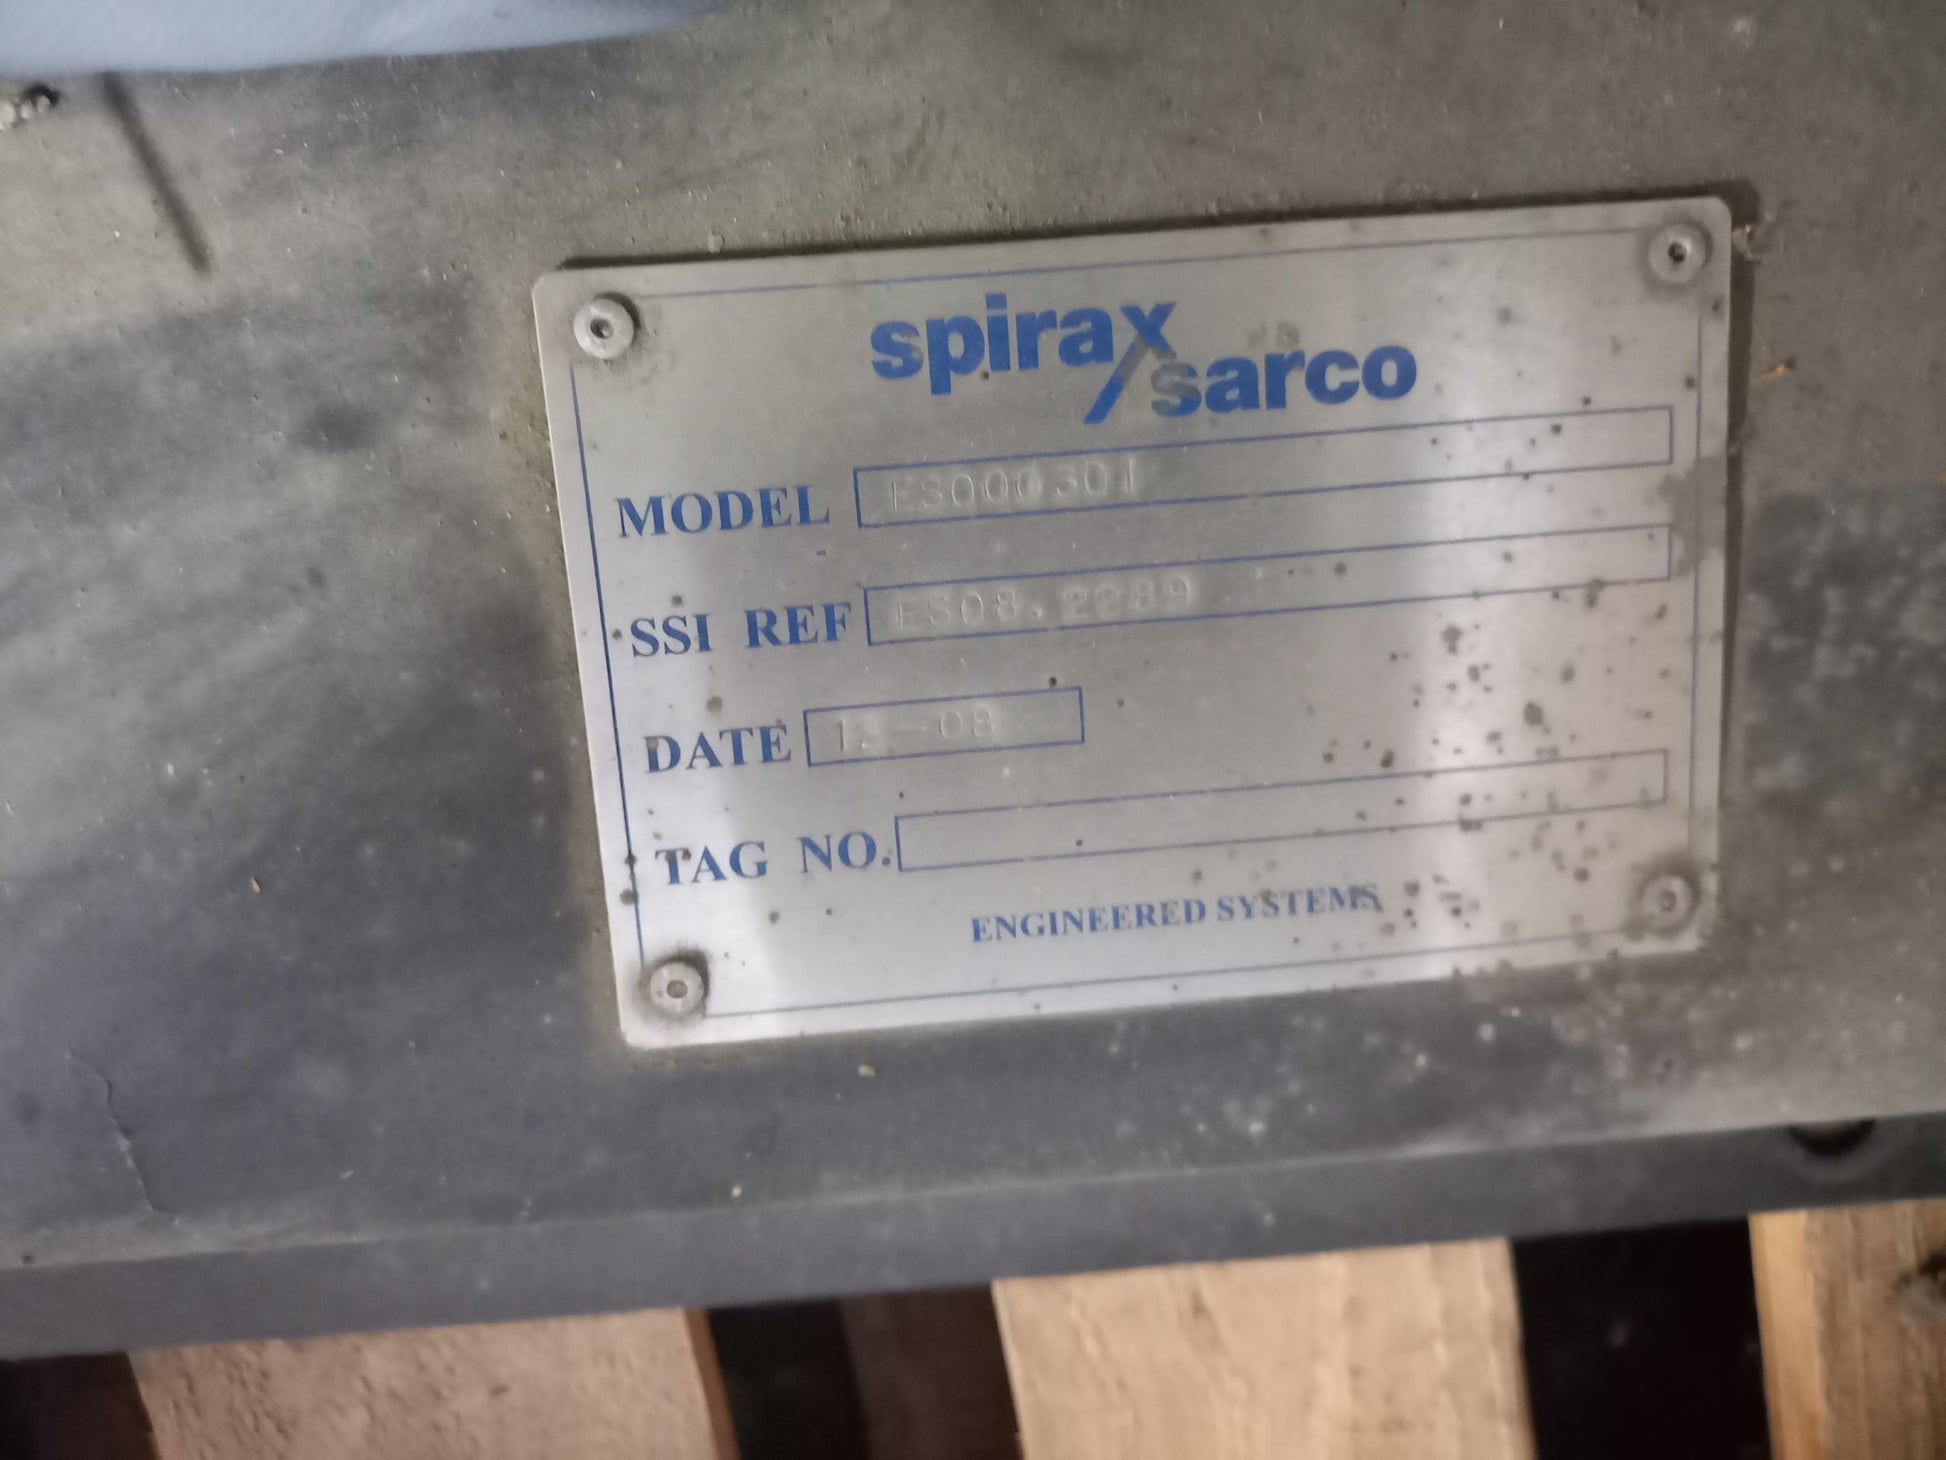 spirax
sarco
MODEL ES000301
SSI REF ES08.2289
DATE 12-08
TAG NO.
ENGINEERED SYSTEMS